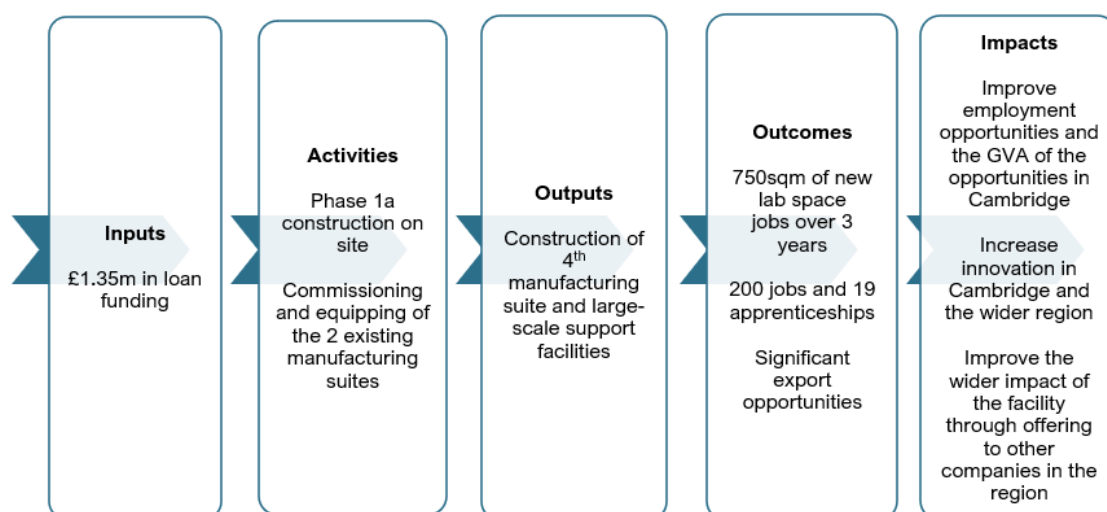 Inputs
£1.35m in loan
funding
Activities
Phase 1a
construction on
site
Commissioning
and equipping of
the 2 existing
manufacturing
suites
Outputs
Construction of
4th
manufacturing
suite and large-
scale support
facilities
Outcomes
750sqm of new
lab space
jobs over 3
years
200 jobs and 19
apprenticeships
Significant
export
opportunities
Impacts
Improve
employment
opportunities and
the GVA of the
opportunities in
Cambridge
Increase
innovation in
Cambridge and
the wider region
Improve the
wider impact of
the facility
through offering
to other
companies in the
region